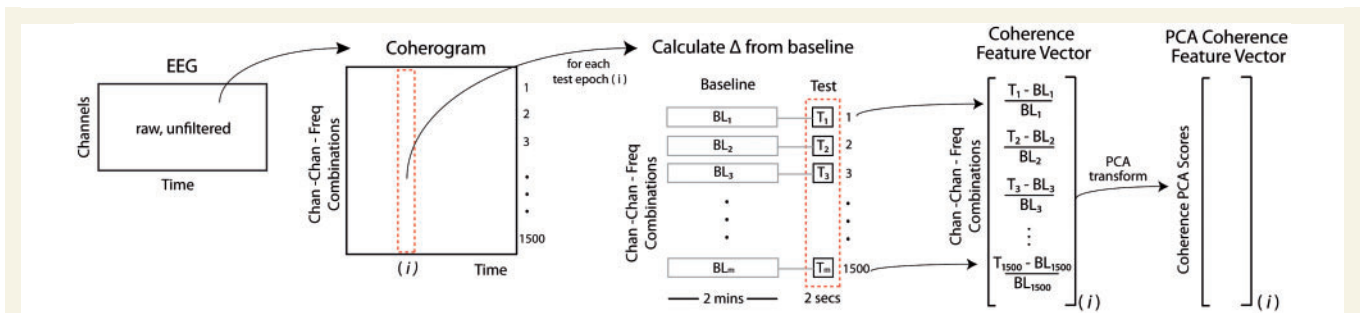 EEG
Channels
raw, unfiltered
Time
Coherogram
Chan -Chan - Freq
Combinations
1
2
3
1500
(i)
Time
for each
test epoch (i)
Calculate Δ from baseline
Baseline
Test
Chan -Chan - Freq
Combinations
BL₁
T₁
1
BL₂
T₂
2
BL₃
T₃
3
BLₘ
Tₘ
1500
2 mins
2 secs
Coherence
Feature Vector
Chan -Chan - Freq
Combinations
T₁ - BL₁
BL₁
T₂ - BL₂
BL₂
T₃ - BL₃
BL₃
T₁₅₀₀ - BL₁₅₀₀
BL₁₅₀₀
(i)
PCA
transform
PCA Coherence
Feature Vector
Coherence PCA Scores
(i)